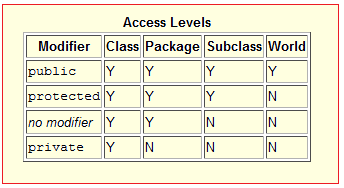 Access Levels
Modifier Class Package Subclass World
public Y Y Y Y
protected Y Y Y N
no modifier Y Y N N
private Y N N N